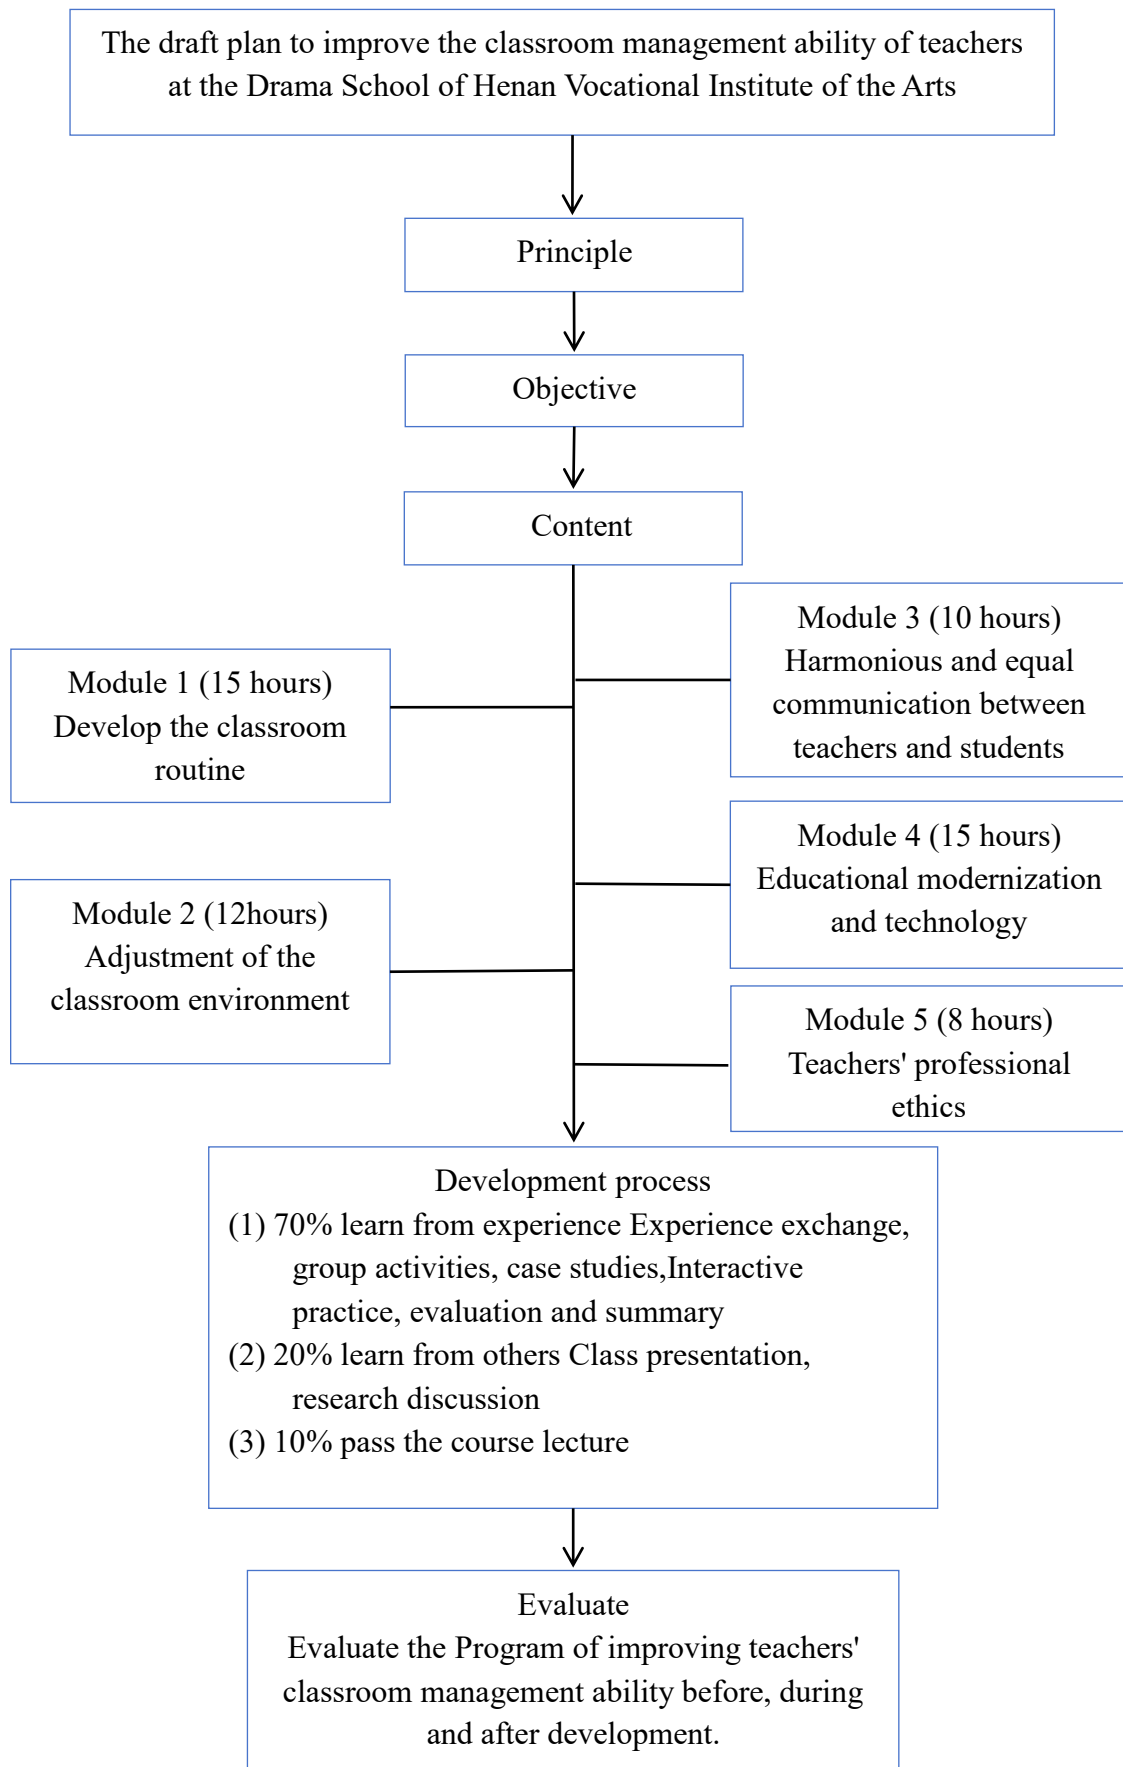 The draft plan to improve the classroom management ability of teachers
at the Drama School of Henan Vocational Institute of the Arts
Principle
Objective
Content
Module 1 (15 hours)
Develop the classroom
routine
Module 2 (12hours)
Adjustment of the
classroom environment
Module 3 (10 hours)
Harmonious and equal
communication between
teachers and students
Module 4 (15 hours)
Educational modernization
and technology
Module 5 (8 hours)
Teachers' professional
ethics
Development process
(1) 70% learn from experience Experience exchange,
group activities, case studies,Interactive
practice, evaluation and summary
(2) 20% learn from others Class presentation,
research discussion
(3) 10% pass the course lecture
Evaluate
Evaluate the Program of improving teachers'
classroom management ability before, during
and after development.